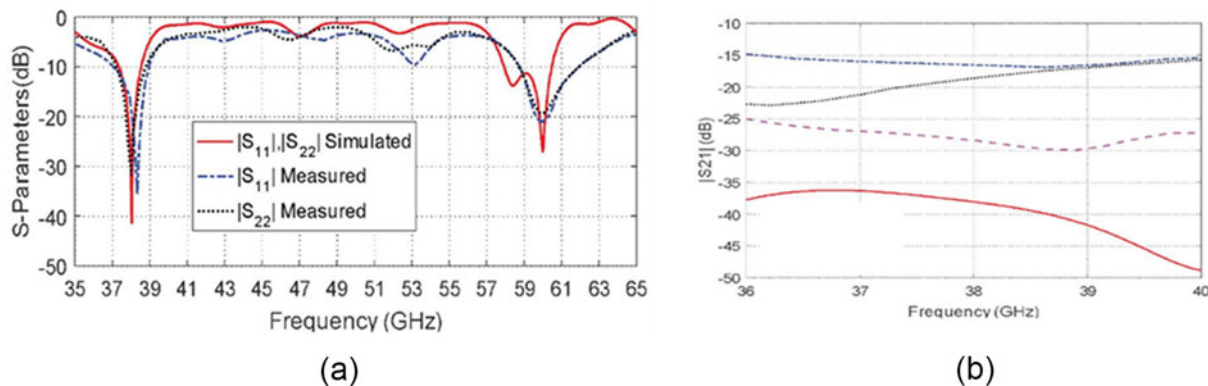 0
-10
-20
-30
-40
-50
S-Parameters(dB)
|S11|,|S22| Simulated
|S11| Measured
|S22| Measured
35 37 39 41 43 45 47 49 51 53 55 57 59 61 63 65
Frequency (GHz)
(a)
-10
-15
-20
-25
-30
-35
-40
-45
-50
|S21| (dB)
36 37 38 39 40
Frequency (GHz)
(b)